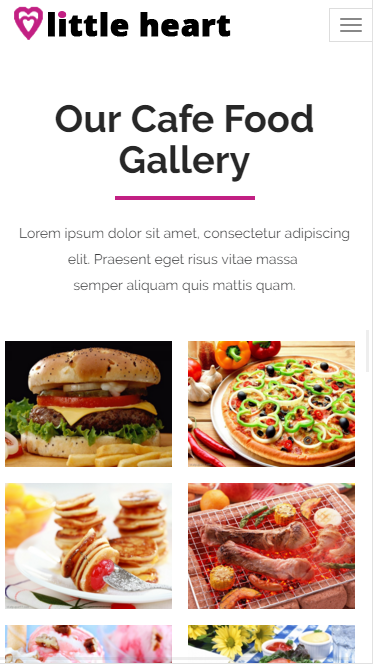 little heart
Our Cafe Food
Gallery
Lorem ipsum dolor sit amet, consectetur adipiscing
elit. Praesent eget risus vitae massa
semper aliquam quis mattis quam.